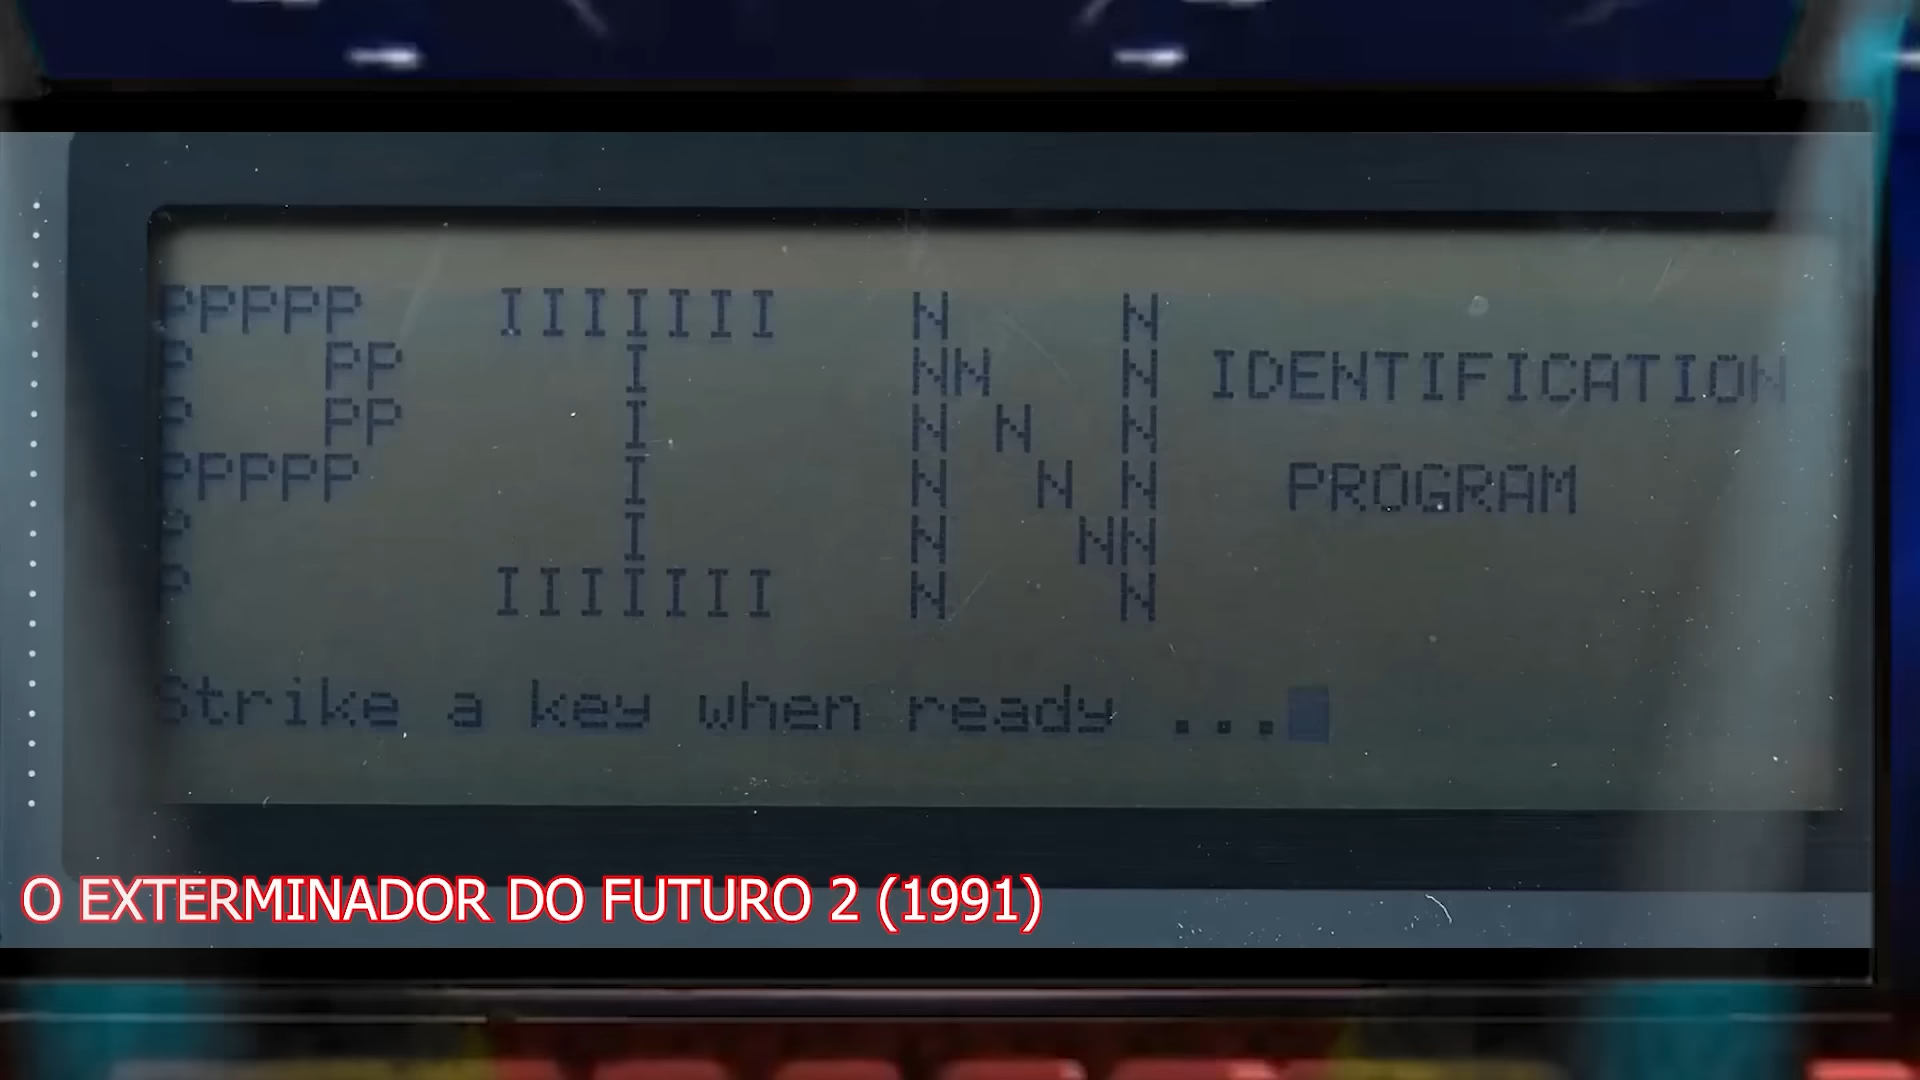 PPPPP IIIIIII N N
P PP I NN N IDENTIFICATION
P PP I N N N
PPPPP I N N N PROGRAM
P I N NN
P IIIIIII N N
Strike a key when ready ...
O EXTERMINADOR DO FUTURO 2 (1991)